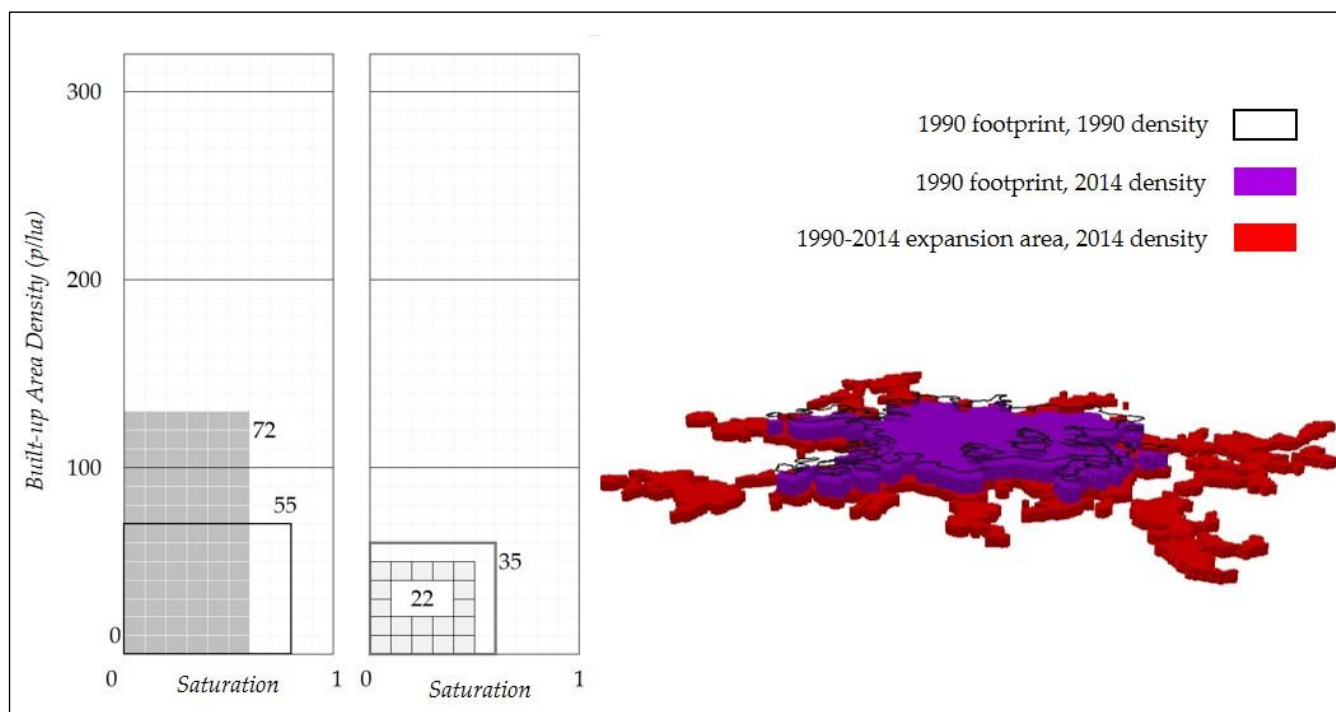 Built-up Area Density (p/ha)
300
200
100
0
72
55
0
Saturation
1
35
22
0
Saturation
1
1990 footprint, 1990 density
1990 footprint, 2014 density
1990-2014 expansion area, 2014 density